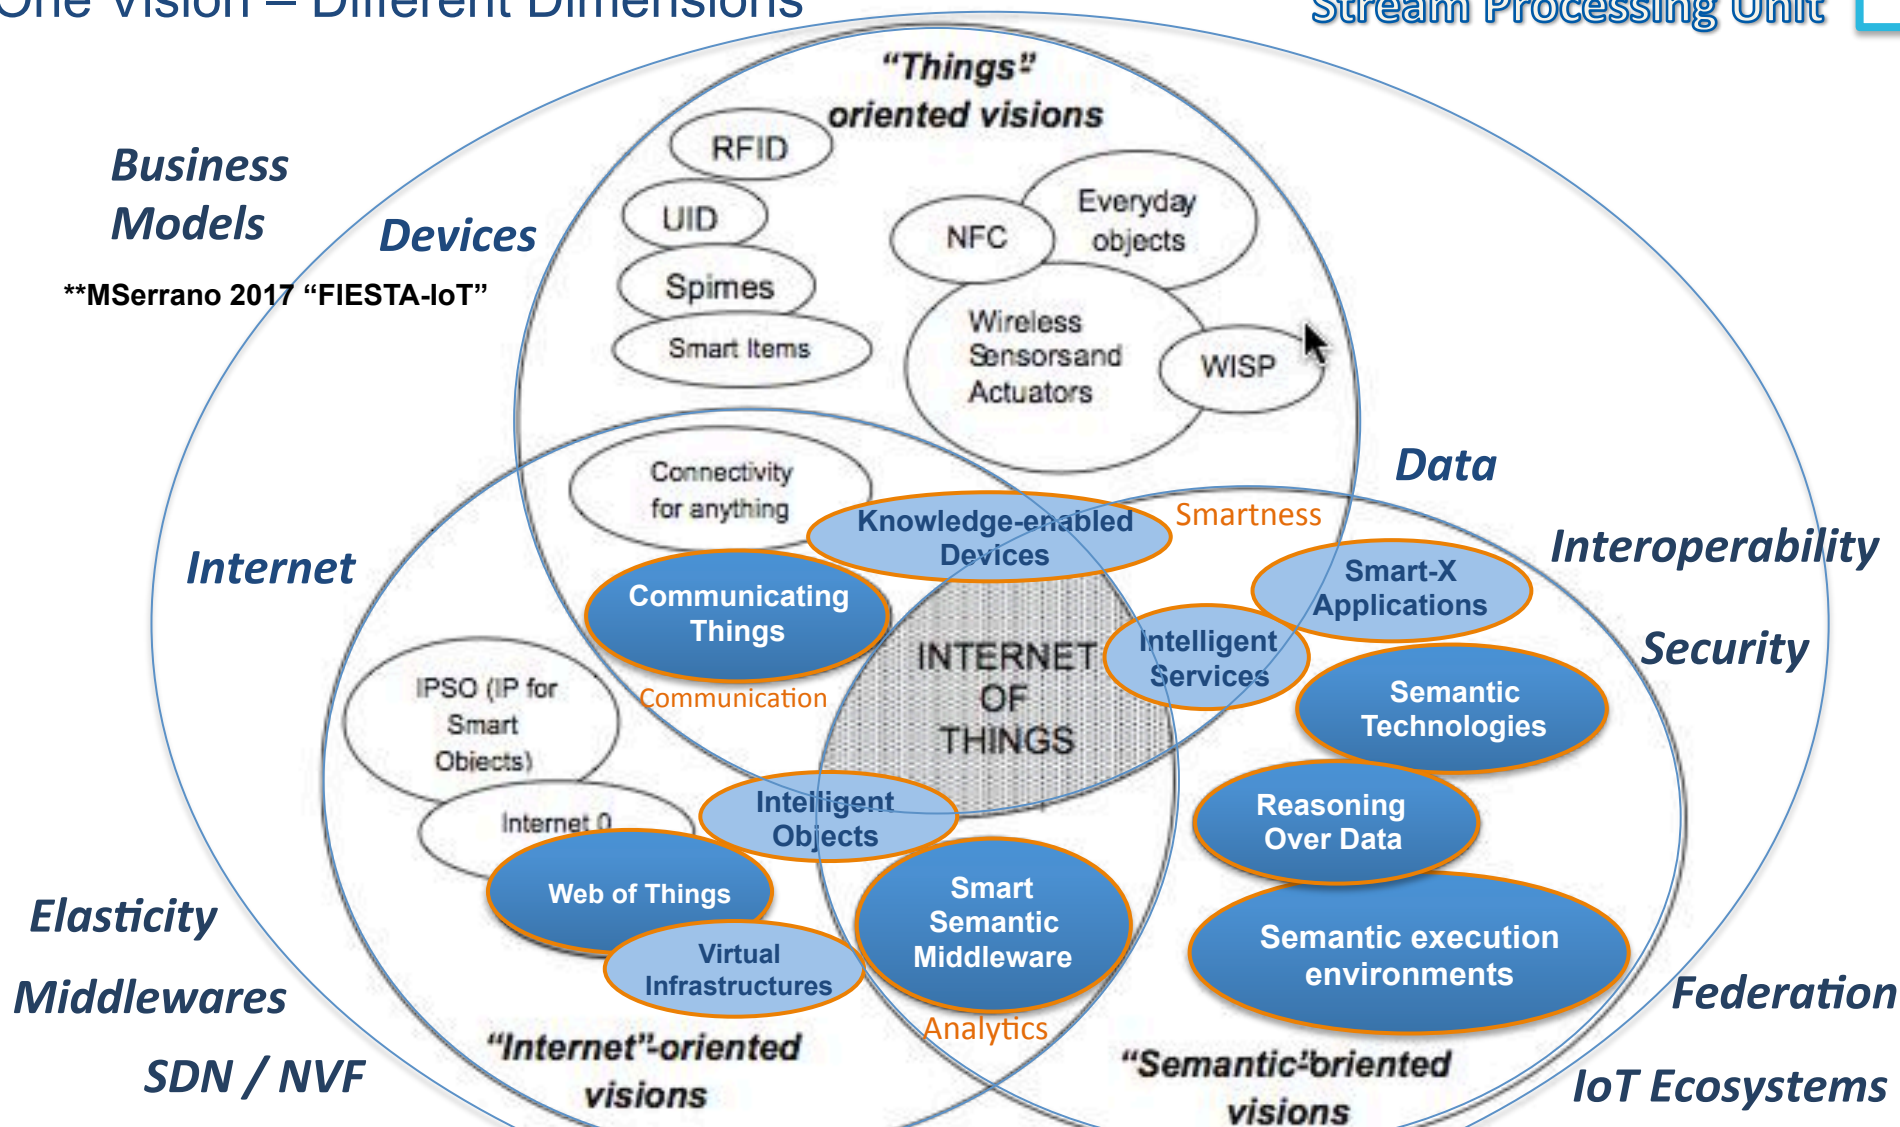 One Vision – Different Dimensions
Stream Processing Unit
“Things”
oriented visions
RFID
Business
Models
UID
Devices
Everyday
objects
NFC
**MSerrano 2017 “FIESTA-IoT”
Spimes
Smart Items
Wireless
Sensorsand
Actuators
WISP
Connectivity
for anything
Data
Knowledge-enabled
Devices
Smartness
Internet
Interoperability
Smart-X
Applications
Communicating
Things
Intelligent
Services
INTERNET
OF
THINGS
Security
Communication
IPSO (IP for
Smart
Objects)
Semantic
Technologies
Internet 0
Intelligent
Objects
Reasoning
Over Data
Web of Things
Smart
Semantic
Middleware
Elasticity
Virtual
Infrastructures
Semantic execution
environments
Middlewares
Federation
Analytics
“Internet”-oriented
visions
“Semantic”-oriented
visions
SDN / NVF
IoT Ecosystems